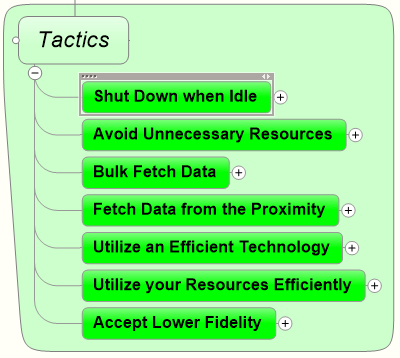 Tactics
Shut Down when Idle
Avoid Unnecessary Resources
Bulk Fetch Data
Fetch Data from the Proximity
Utilize an Efficient Technology
Utilize your Resources Efficiently
Accept Lower Fidelity